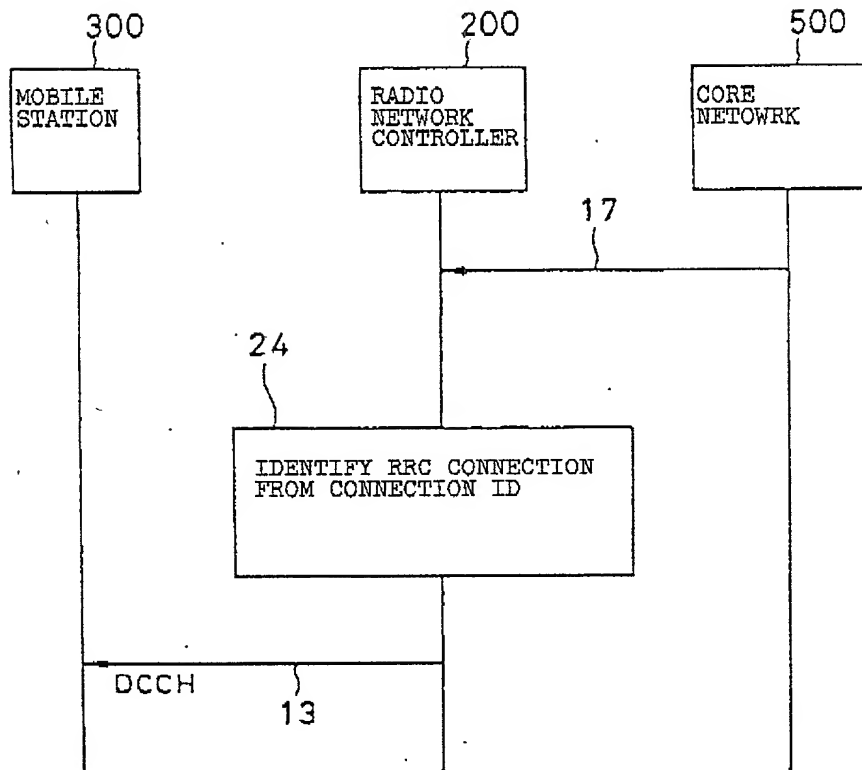 300
200
500
MOBILE
STATION
RADIO
NETWORK
CONTROLLER
CORE
NETOWRK
17
24
IDENTIFY RRC CONNECTION
FROM CONNECTION ID
DCCH
13